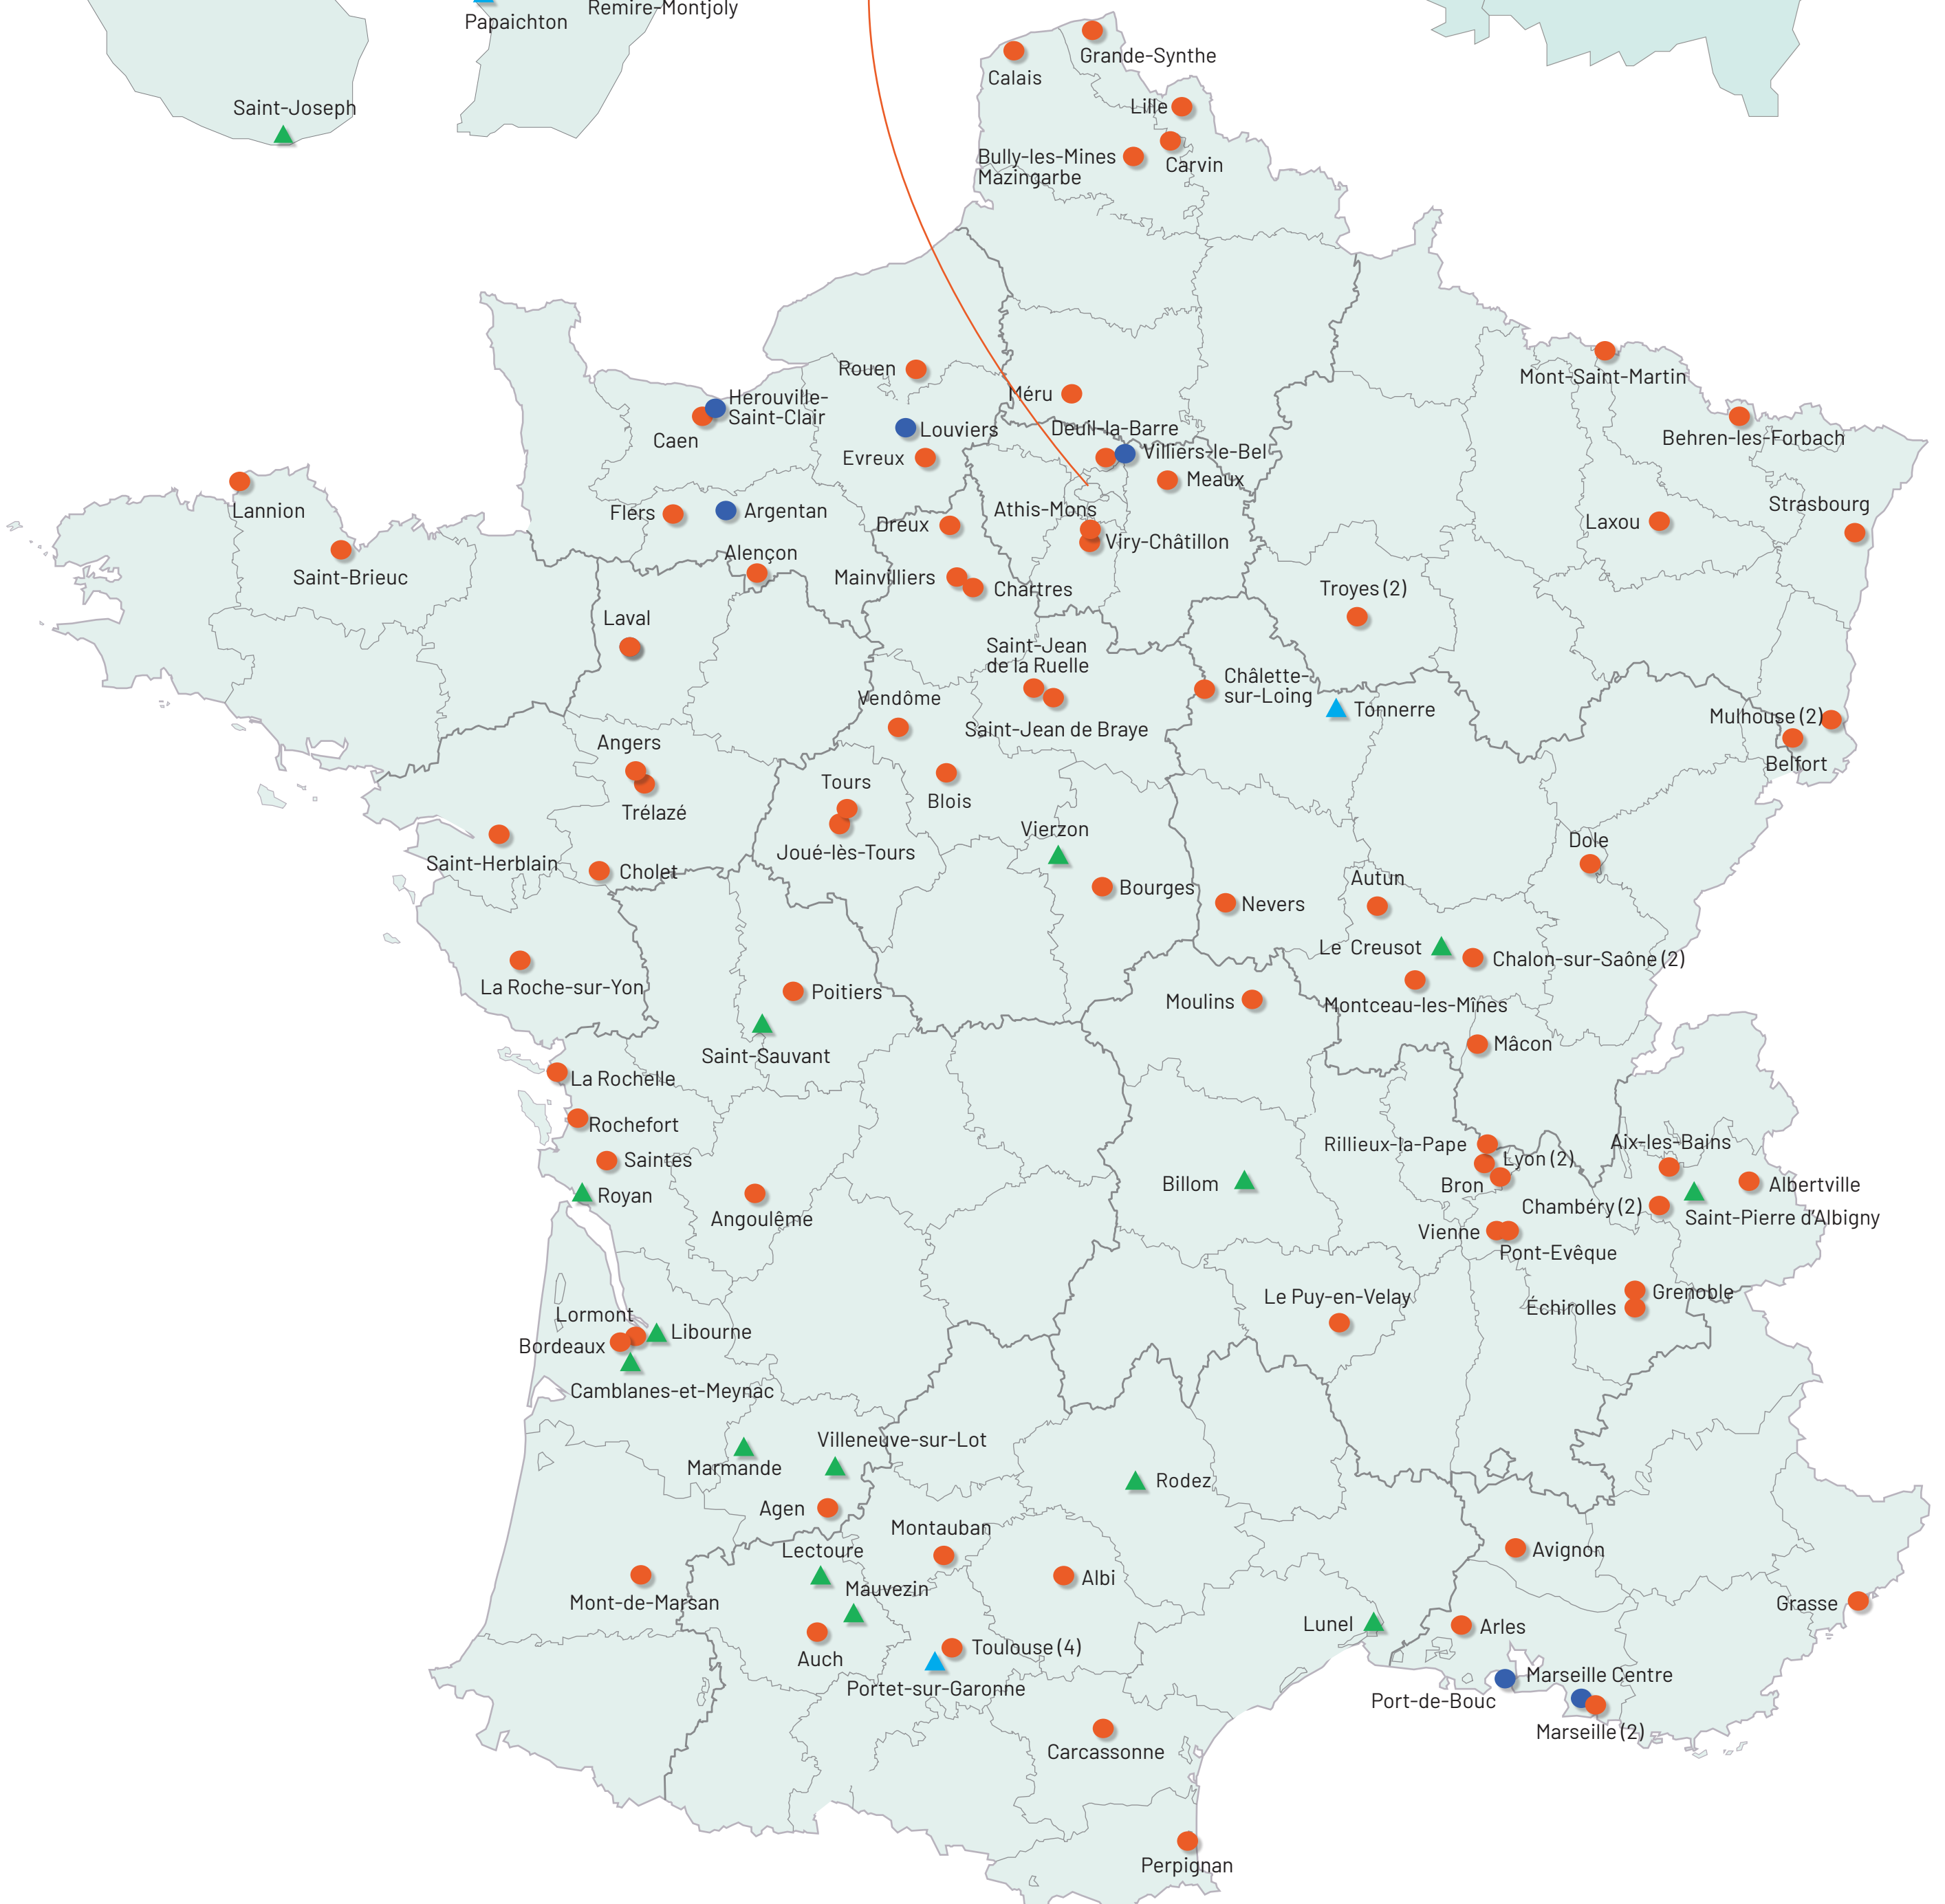 Remire-Montjoly
Papaichton
Saint-Joseph
Grande-Synthe
Calais
Lille
Bully-les-Mines
Mazingarbe
Carvin
Rouen
Méru
Mont-Saint-Martin
Herouville-
Saint-Clair
Caen
Louviers
Deuil-la-Barre
Villiers-le-Bel
Behren-les-Forbach
Evreux
Meaux
Lannion
Flers
Argentan
Dreux
Athis-Mons
Viry-Châtillon
Strasbourg
Laxou
Alençon
Saint-Brieuc
Mainvilliers
Chartres
Troyes (2)
Laval
Saint-Jean
de la Ruelle
Châlette-
sur-Loing
Vendôme
Tonnerre
Mulhouse (2)
Saint-Jean de Braye
Angers
Belfort
Tours
Blois
Trélazé
Vierzon
Dole
Joué-lès-Tours
Saint-Herblain
Cholet
Autun
Bourges
Nevers
Le Creusot
Chalon-sur-Saône (2)
La Roche-sur-Yon
Poitiers
Moulins
Montceau-les-Mînes
Saint-Sauvant
Mâcon
La Rochelle
Rochefort
Rillieux-la-Pape
Aix-les-Bains
Saintes
Lyon (2)
Billom
Bron
Albertville
Royan
Chambéry (2)
Angoulême
Saint-Pierre d'Albigny
Vienne
Pont-Evêque
Le Puy-en-Velay
Grenoble
Échirolles
Lormont
Libourne
Bordeaux
Camblanes-et-Meynac
Villeneuve-sur-Lot
Marmande
Rodez
Agen
Montauban
Lectoure
Avignon
Albi
Mauvezin
Mont-de-Marsan
Grasse
Lunel
Arles
Toulouse (4)
Auch
Marseille Centre
Portet-sur-Garonne
Port-de-Bouc
Marseille (2)
Carcassonne
Perpignan